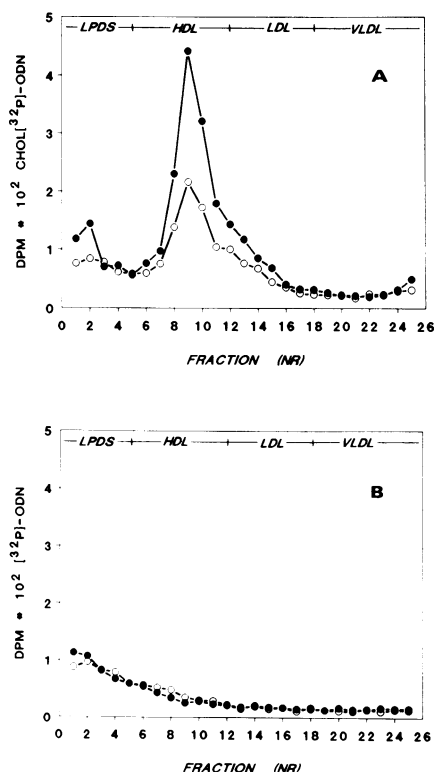 5
LPDS HDL LDL VLDL
4
A
3
2
1
0
0 2 4 6 8 10 12 14 16 18 20 22 24 26
DPM * 10² CHOL[³²P]-ODN
FRACTION (NR)
5
LPDS HDL LDL VLDL
4
B
3
2
1
0
0 2 4 6 8 10 12 14 16 18 20 22 24 26
DPM * 10² [³²P]-ODN
FRACTION (NR)